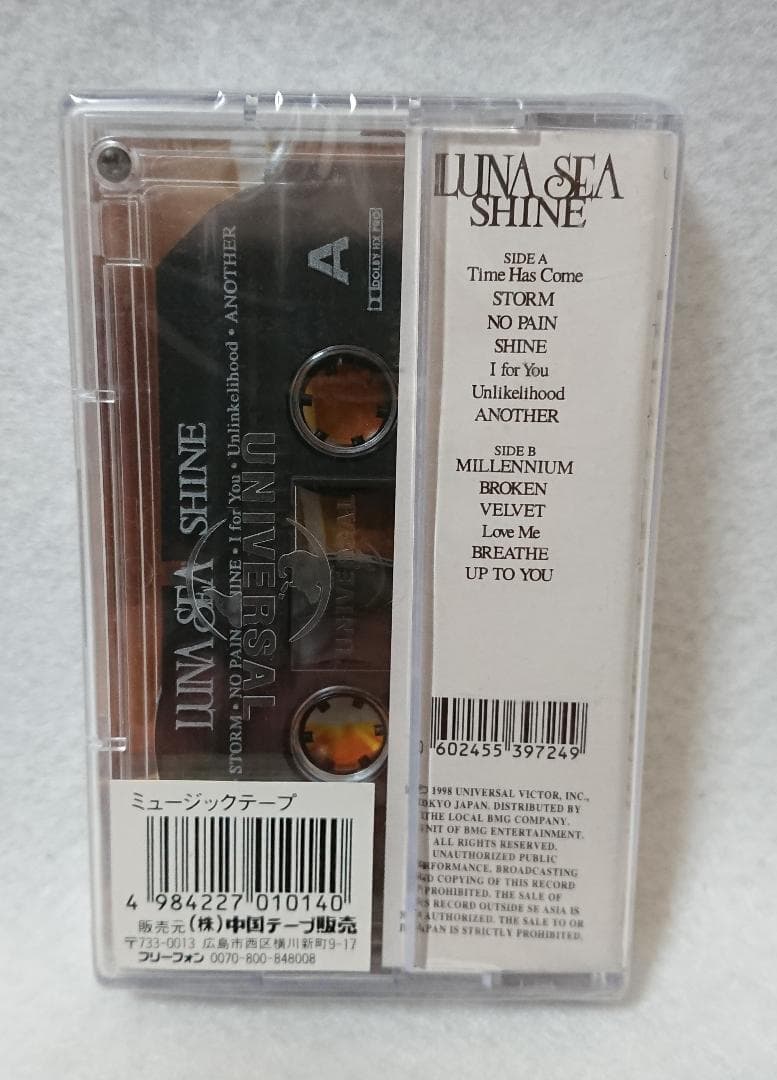 LUNA SEA
SHINE
SIDE A
Time Has Come
STORM
NO PAIN
SHINE
I for You
Unlikelihood
ANOTHER
SIDE B
MILLENNIUM
BROKEN
VELVET
Love Me
BREATHE
UP TO YOU
602455 397249
1998 UNIVERSAL VICTOR, INC.,
TOKYO JAPAN. DISTRIBUTED BY
THE LOCAL BMG COMPANY.
UNIT OF BMG ENTERTAINMENT.
ALL RIGHTS RESERVED.
UNAUTHORIZED PUBLIC
PERFORMANCE, BROADCASTING
AND COPYING OF THIS RECORD
PROHIBITED. THE SALE OF
THIS RECORD OUTSIDE SE ASIA IS
AUTHORIZED. THE SALE TO OR
JAPAN IS STRICTLY PROHIBITED.
A
DOLBY HX PRO
LUNA SEA SHINE
STORM • NO PAIN • SHINE • I for You • Unlinkelihood • ANOTHER
UNIVERSAL
ミュージックテープ
4 984227 010140
販売元 (株)中国テープ販売
〒733-0013 広島市西区横川新町9-17
フリーフォン 0070-800-848008